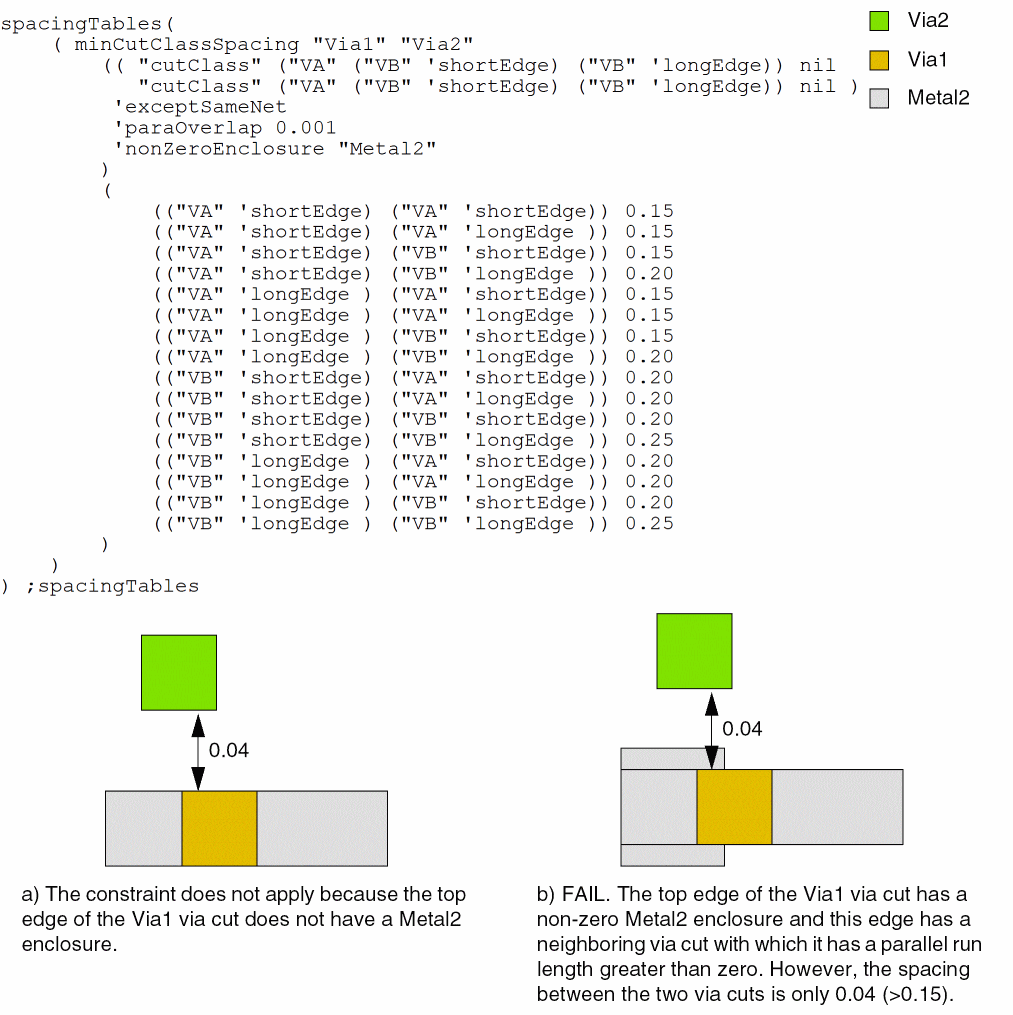 spacingTables(
( minCutClassSpacing "Via1" "Via2"
(( "cutClass" ("VA" ("VB" 'shortEdge) ("VB" 'longEdge)) nil
"cutClass" ("VA" ("VB" 'shortEdge) ("VB" 'longEdge)) nil )
'exceptSameNet
'paraOverlap 0.001
'nonZeroEnclosure "Metal2"
)
(
(("VA" 'shortEdge) ("VA" 'shortEdge)) 0.15
(("VA" 'shortEdge) ("VA" 'longEdge )) 0.15
(("VA" 'shortEdge) ("VB" 'shortEdge)) 0.15
(("VA" 'shortEdge) ("VB" 'longEdge )) 0.20
(("VA" 'longEdge ) ("VA" 'shortEdge)) 0.15
(("VA" 'longEdge ) ("VA" 'longEdge )) 0.15
(("VA" 'longEdge ) ("VB" 'shortEdge)) 0.15
(("VA" 'longEdge ) ("VB" 'longEdge )) 0.20
(("VB" 'shortEdge) ("VA" 'shortEdge)) 0.20
(("VB" 'shortEdge) ("VA" 'longEdge )) 0.20
(("VB" 'shortEdge) ("VB" 'shortEdge)) 0.20
(("VB" 'shortEdge) ("VB" 'longEdge )) 0.25
(("VB" 'longEdge ) ("VA" 'shortEdge)) 0.20
(("VB" 'longEdge ) ("VA" 'longEdge )) 0.20
(("VB" 'longEdge ) ("VB" 'shortEdge)) 0.20
(("VB" 'longEdge ) ("VB" 'longEdge )) 0.25
)
)
) ;spacingTables
Via2
Via1
Metal2
0.04
a) The constraint does not apply because the top
edge of the Via1 via cut does not have a Metal2
enclosure.
0.04
b) FAIL. The top edge of the Via1 via cut has a
non-zero Metal2 enclosure and this edge has a
neighboring via cut with which it has a parallel run
length greater than zero. However, the spacing
between the two via cuts is only 0.04 (>0.15).